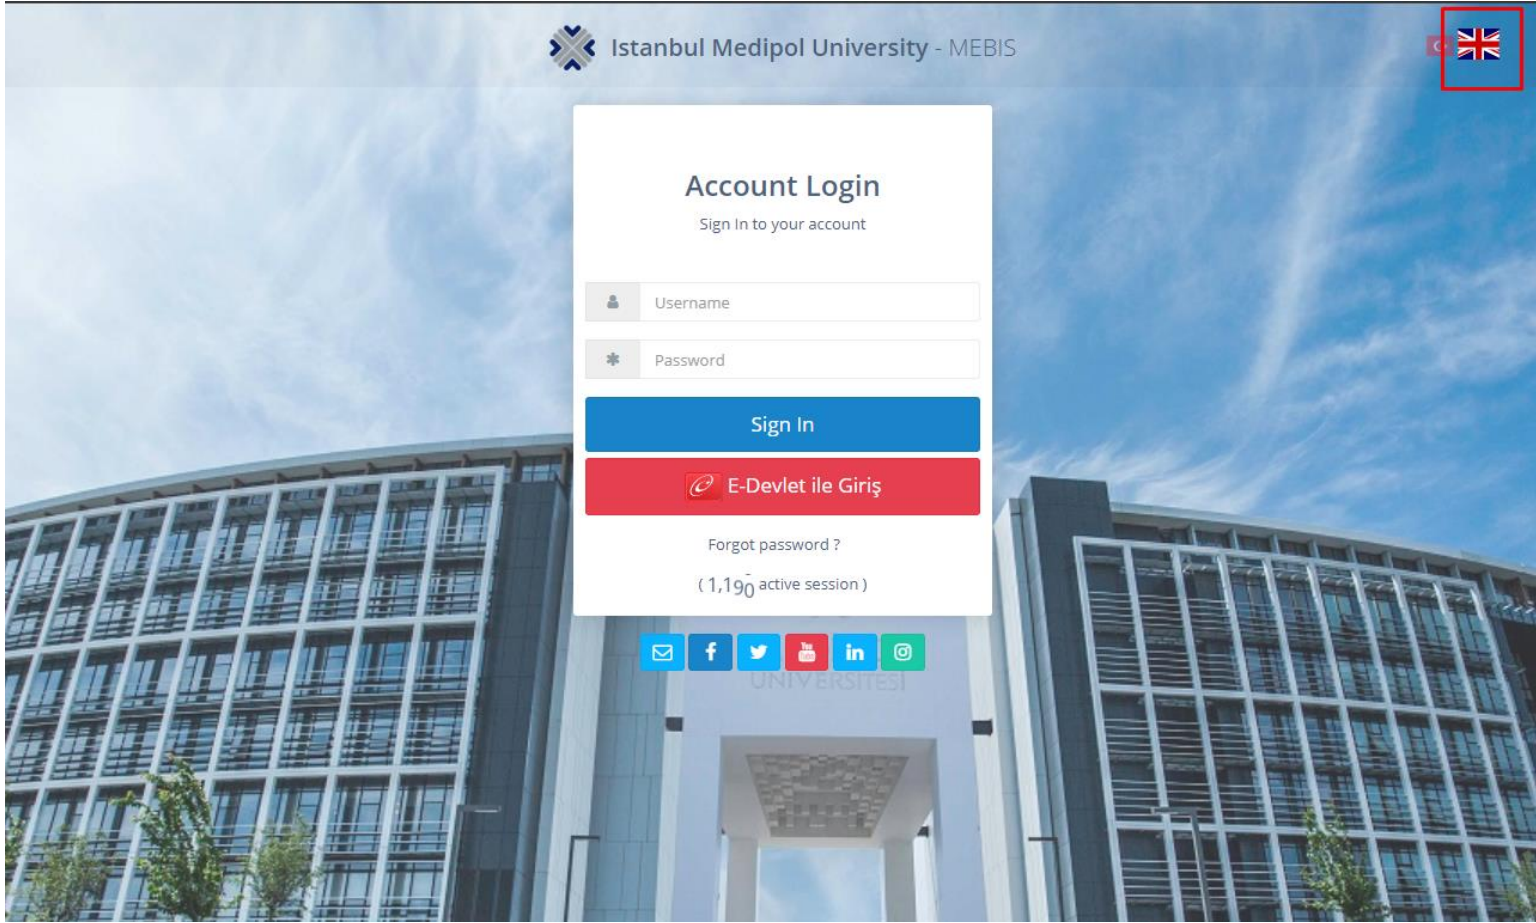 Istanbul Medipol University - MEBIS
Account Login
Sign In to your account
Username
Password
Sign In
E-Devlet ile Giriş
Forgot password ?
( 1,190 active session )
UNIVERSITESI